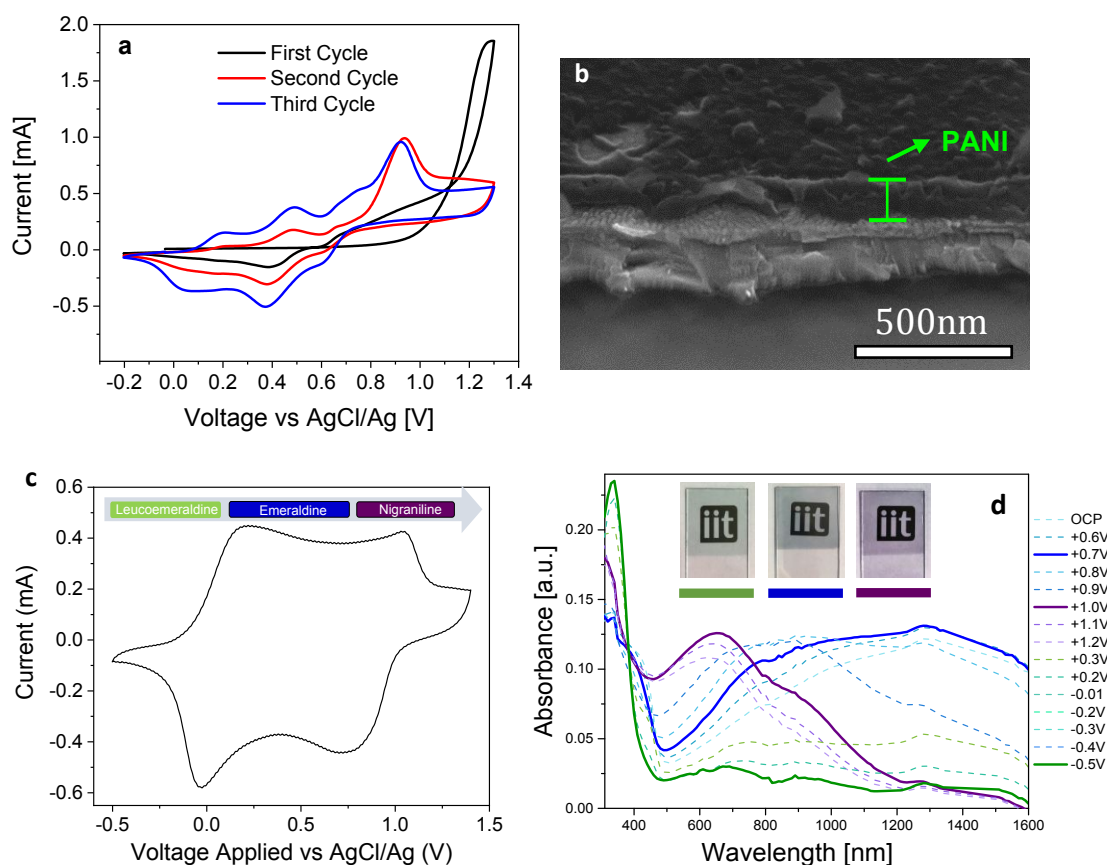 a
First Cycle
Second Cycle
Third Cycle
2.0
1.5
1.0
0.5
0.0
-0.5
Current [mA]
-0.2 0.0 0.2 0.4 0.6 0.8 1.0 1.2 1.4
Voltage vs AgCl/Ag [V]
b
PANI
500nm
c
Leucoemeraldine Emeraldine Nigraniline
0.6
0.4
0.2
0.0
-0.2
-0.4
-0.6
Current (mA)
-0.5 0.0 0.5 1.0 1.5
Voltage Applied vs AgCl/Ag (V)
d
iit iit iit
0.20
0.15
0.10
0.05
0.00
Absorbance [a.u.]
400 600 800 1000 1200 1400 1600
Wavelength [nm]
OCP
+0.6V
+0.7V
+0.8V
+0.9V
+1.0V
+1.1V
+1.2V
+0.3V
+0.2V
-0.01
-0.2V
-0.3V
-0.4V
-0.5V